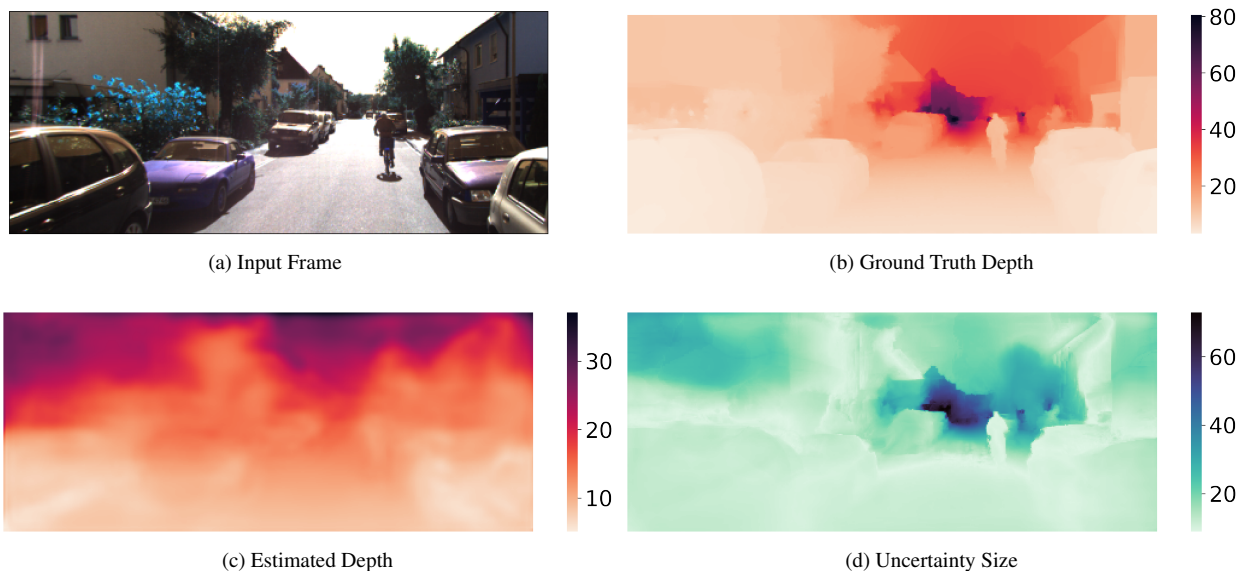 80
60
40
20
(a) Input Frame
(b) Ground Truth Depth
30
20
10
60
40
20
(c) Estimated Depth
(d) Uncertainty Size